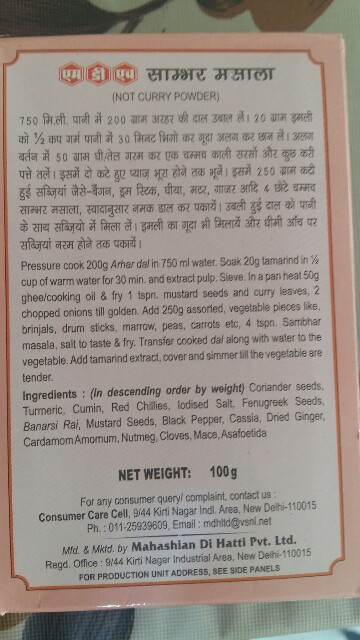 एम डी एच साम्भर मसाला
(NOT CURRY POWDER)
750 मि.ली. पानी में 200 ग्राम अरहर की दाल उबाल लें। 20 ग्राम इमली
को ½ कप गर्म पानी में 30 मिनट भिगो कर गूदा अलग कर छान लें। अलग
बर्तन में 50 ग्राम घी/तेल गरम कर एक चम्मच काली सरसों और कुछ करी
पत्ते तलें। इसमें दो कटे हुए प्याज़ भूरा होने तक भूनें। इसमें 250 ग्राम कटी
हुई सब्ज़ियां जैसे-बैंगन, ड्रम स्टिक, घीया, मटर, गाजर आदि 4 छोटे चम्मच
साम्भर मसाला, स्वादानुसार नमक डाल कर पकायें। उबली हुई दाल को पानी
के साथ सब्ज़ियो में मिला लें। इमली का गूदा भी मिलायें और धीमी आँच पर
सब्ज़ियां नरम होने तक पकायें।
Pressure cook 200g Arhar dal in 750 ml water. Soak 20g tamarind in ½
cup of warm water for 30 min. and extract pulp. Sieve. In a pan heat 50g
ghee/cooking oil & fry 1 tspn. mustard seeds and curry leaves, 2
chopped onions till golden. Add 250g assorted, vegetable pieces like,
brinjals, drum sticks, marrow, peas, carrots etc, 4 tspn. Sambhar
masala, salt to taste & fry. Transfer cooked dal along with water to the
vegetable. Add tamarind extract, cover and simmer till the vegetable are
tender.
Ingredients : (In descending order by weight) Coriander seeds,
Turmeric, Cumin, Red Chillies, Iodised Salt, Fenugreek Seeds,
Banarsi Rai, Mustard Seeds, Black Pepper, Cassia, Dried Ginger,
Cardamom Amomum, Nutmeg, Cloves, Mace, Asafoetida
NET WEIGHT: 100 g
For any consumer query/ complaint, contact us :
Consumer Care Cell, 9/44 Kirti Nagar Indl. Area, New Delhi-110015
Ph. : 011-25939609, Email : mdhltd@vsnl.net
Mfd. & Mktd. by Mahashian Di Hatti Pvt. Ltd.
Regd. Office : 9/44 Kirti Nagar Industrial Area, New Delhi-110015
FOR PRODUCTION UNIT ADDRESS, SEE SIDE PANELS